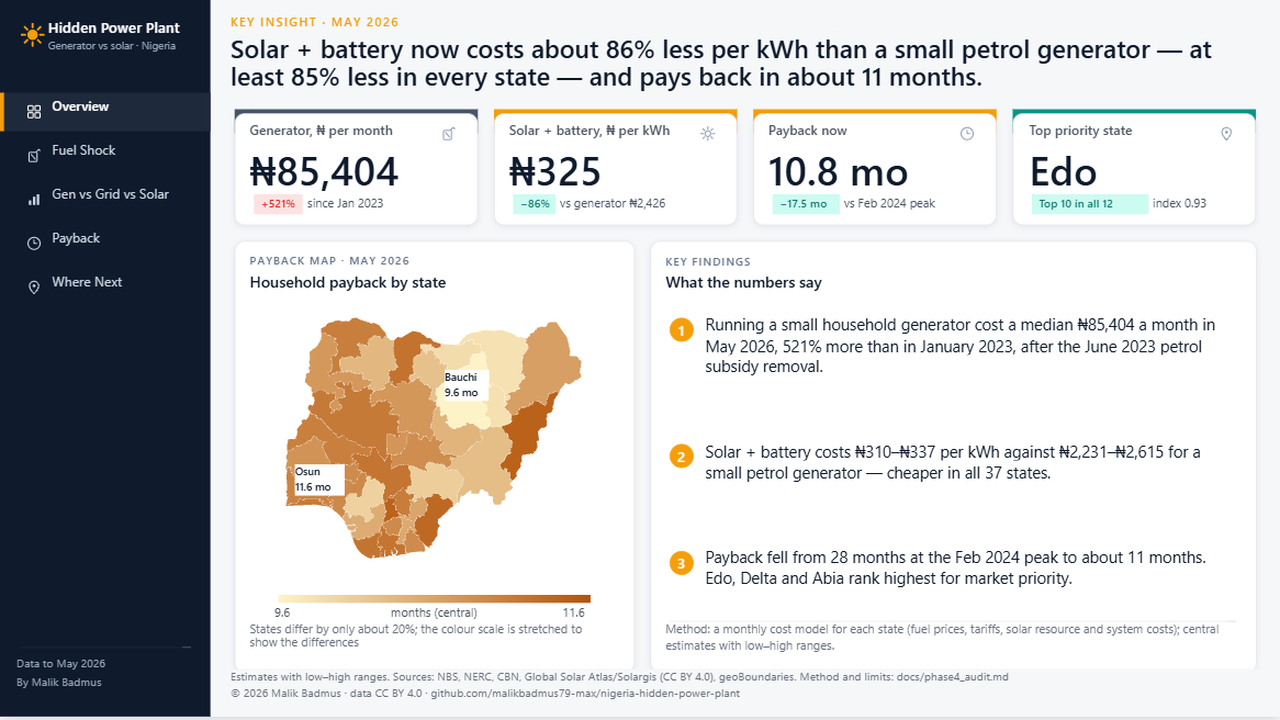 Hidden Power Plant
Generator vs solar · Nigeria
Overview
Fuel Shock
Gen vs Grid vs Solar
Payback
Where Next
Data to May 2026
By Malik Badmus
KEY INSIGHT · MAY 2026
Solar + battery now costs about 86% less per kWh than a small petrol generator — at
least 85% less in every state — and pays back in about 11 months.
Generator, ₦ per month
₦85,404
+521% since Jan 2023
Solar + battery, ₦ per kWh
₦325
−86% vs generator ₦2,426
Payback now
10.8 mo
−17.5 mo vs Feb 2024 peak
Top priority state
Edo
Top 10 in all 12 index 0.93
PAYBACK MAP · MAY 2026
Household payback by state
Bauchi
9.6 mo
Osun
11.6 mo
9.6 months (central) 11.6
States differ by only about 20%; the colour scale is stretched to
show the differences
KEY FINDINGS
What the numbers say
1 Running a small household generator cost a median ₦85,404 a month in
May 2026, 521% more than in January 2023, after the June 2023 petrol
subsidy removal.
2 Solar + battery costs ₦310–₦337 per kWh against ₦2,231–₦2,615 for a
small petrol generator — cheaper in all 37 states.
3 Payback fell from 28 months at the Feb 2024 peak to about 11 months.
Edo, Delta and Abia rank highest for market priority.
Method: a monthly cost model for each state (fuel prices, tariffs, solar resource and system costs); central
estimates with low–high ranges.
Estimates with low–high ranges. Sources: NBS, NERC, CBN, Global Solar Atlas/Solargis (CC BY 4.0), geoBoundaries. Method and limits: docs/phase4_audit.md
© 2026 Malik Badmus · data CC BY 4.0 · github.com/malikbadmus79-max/nigeria-hidden-power-plant